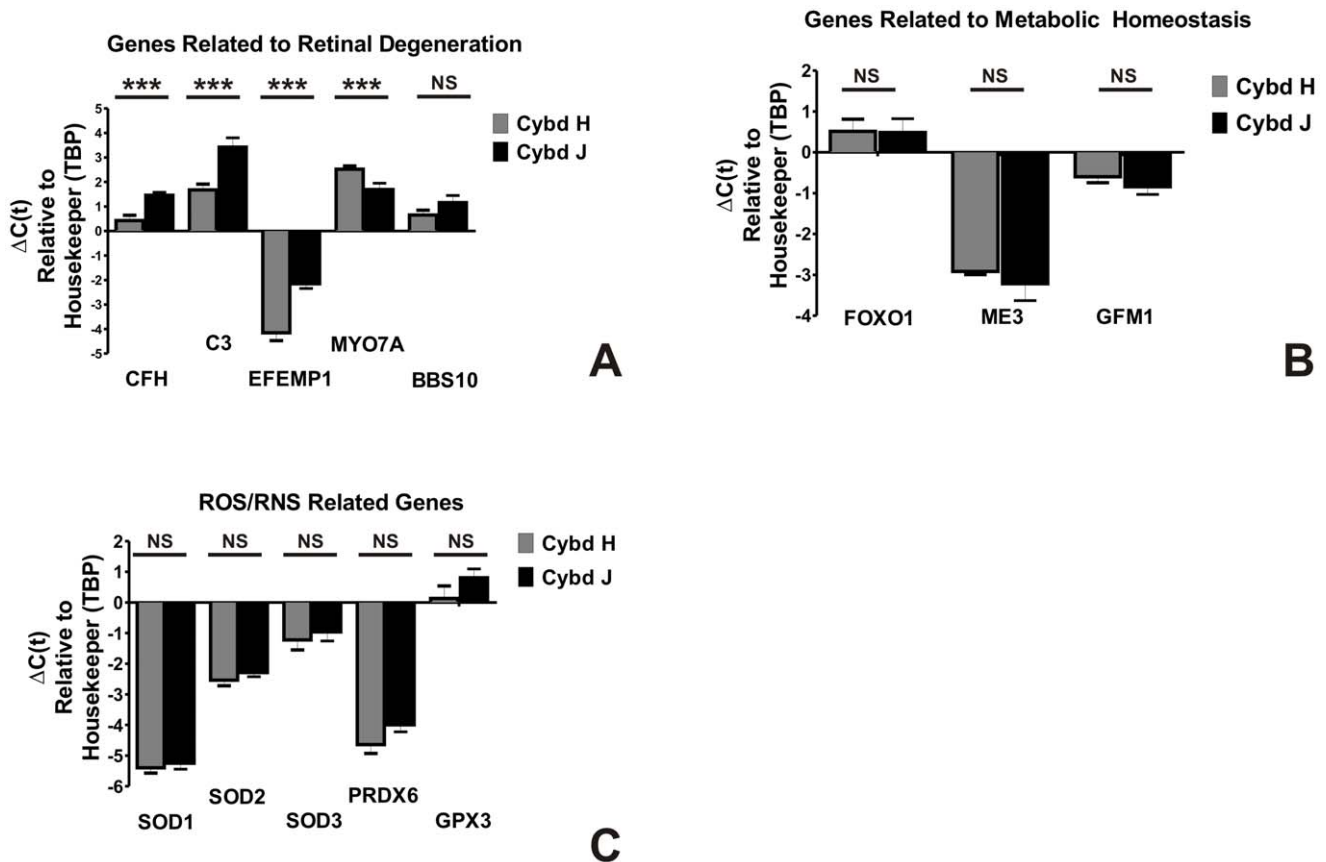 Genes Related to Retinal Degeneration
*** *** *** *** NS
ΔC(t)
Relative to
Housekeeper (TBP)
5
4
3
2
1
0
-1
-2
-3
-4
-5
Cybd H
Cybd J
C3 MYO7A
CFH EFEMP1 BBS10
A
Genes Related to Metabolic Homeostasis
NS NS NS
ΔC(t)
Relative to
Housekeeper (TBP)
2
1
0
-1
-2
-3
-4
Cybd H
Cybd J
FOXO1 ME3 GFM1
B
ROS/RNS Related Genes
NS NS NS NS NS
ΔC(t)
Relative to
Housekeeper (TBP)
2
1
0
-1
-2
-3
-4
-5
-6
Cybd H
Cybd J
SOD2 PRDX6
SOD1 SOD3 GPX3
C